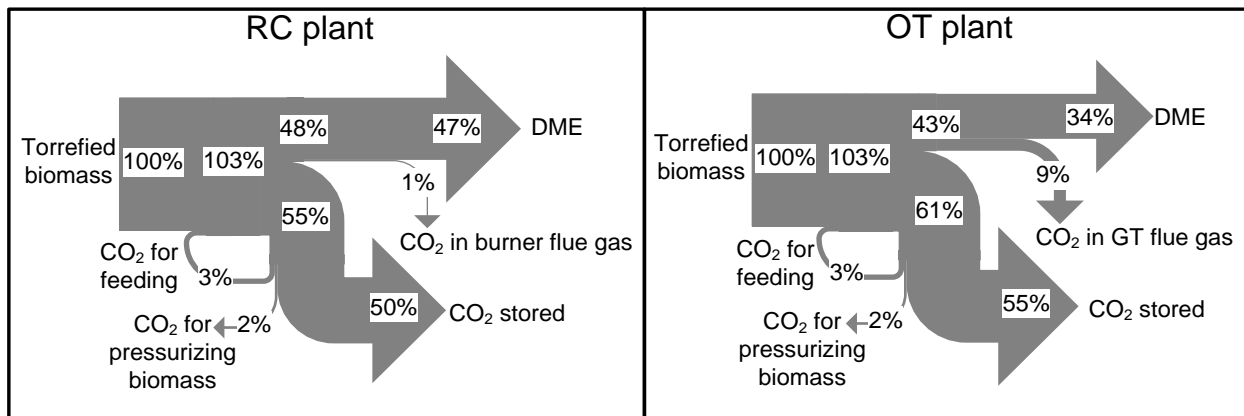 RC plant
48%
47%
DME
Torrefied
biomass
100%
103%
1%
55%
CO₂ in burner flue gas
CO₂ for
feeding
3%
50%
CO₂ stored
CO₂ for
pressurizing
biomass
2%
OT plant
43%
34%
DME
Torrefied
biomass
100%
103%
9%
61%
CO₂ in GT flue gas
CO₂ for
feeding
3%
55%
CO₂ stored
CO₂ for
pressurizing
biomass
2%